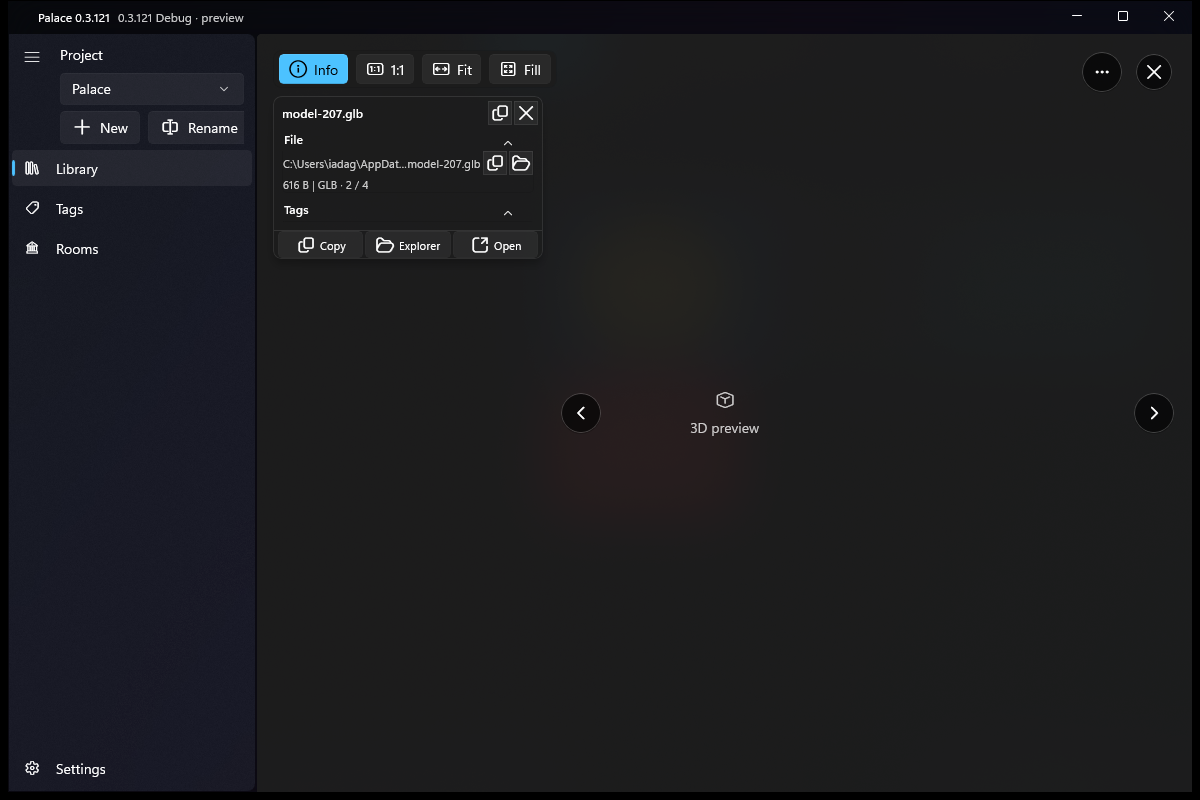 Palace 0.3.121 0.3.121 Debug · preview
Project
Palace
New
Rename
Library
Tags
Rooms
Settings
Info
1:1 1:1
Fit
Fill
model-207.glb
File
C:\Users\iadag\AppDat...model-207.glb
616 B | GLB · 2 / 4
Tags
Copy
Explorer
Open
3D preview